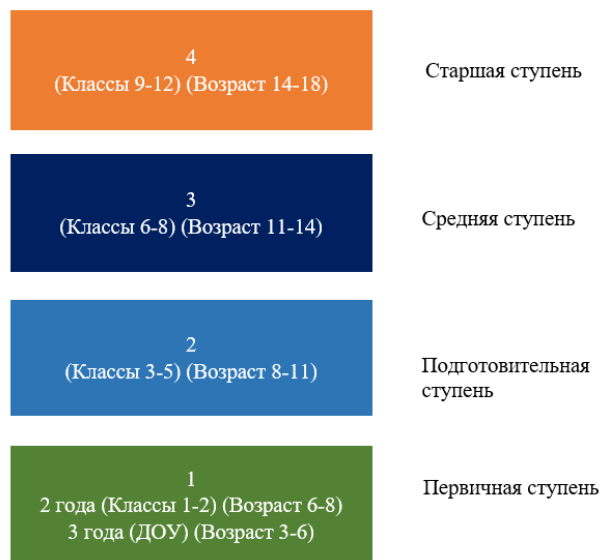 4
(Классы 9-12) (Возраст 14-18)
Старшая ступень
3
(Классы 6-8) (Возраст 11-14)
Средняя ступень
2
(Классы 3-5) (Возраст 8-11)
Подготовительная
ступень
1
2 года (Классы 1-2) (Возраст 6-8)
3 года (ДОУ) (Возраст 3-6)
Первичная ступень